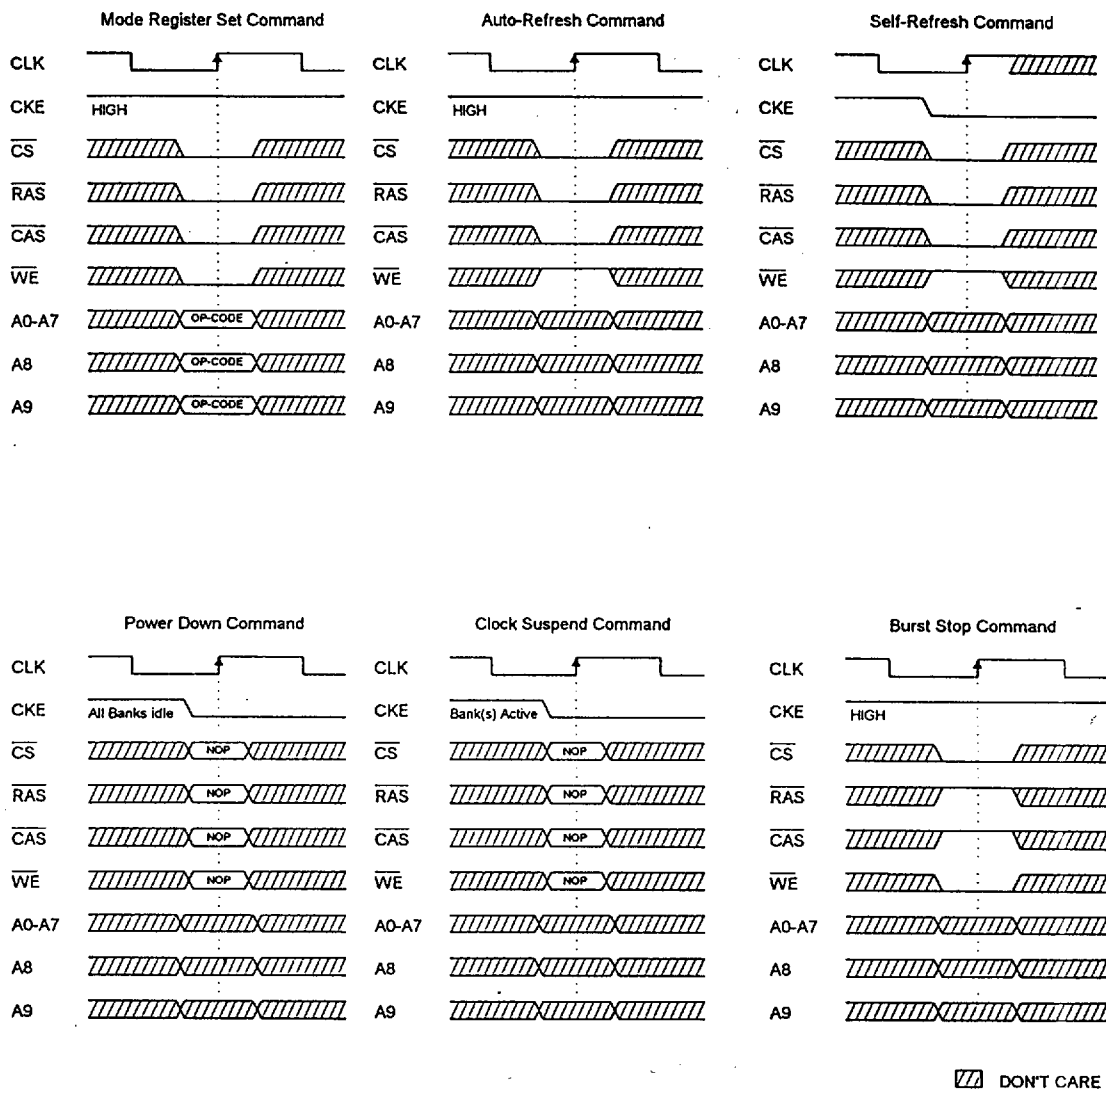 Mode Register Set Command
CLK
CKE HIGH
CS
RAS
CAS
WE
A0-A7 OP-CODE
A8 OP-CODE
A9 OP-CODE
Auto-Refresh Command
CLK
CKE HIGH
CS
RAS
CAS
WE
A0-A7
A8
A9
Self-Refresh Command
CLK
CKE
CS
RAS
CAS
WE
A0-A7
A8
A9
Power Down Command
CLK
CKE All Banks idle
CS NOP
RAS NOP
CAS NOP
WE NOP
A0-A7
A8
A9
Clock Suspend Command
CLK
CKE Bank(s) Active
CS NOP
RAS NOP
CAS NOP
WE NOP
A0-A7
A8
A9
Burst Stop Command
CLK
CKE HIGH
CS
RAS
CAS
WE
A0-A7
A8
A9
DON'T CARE